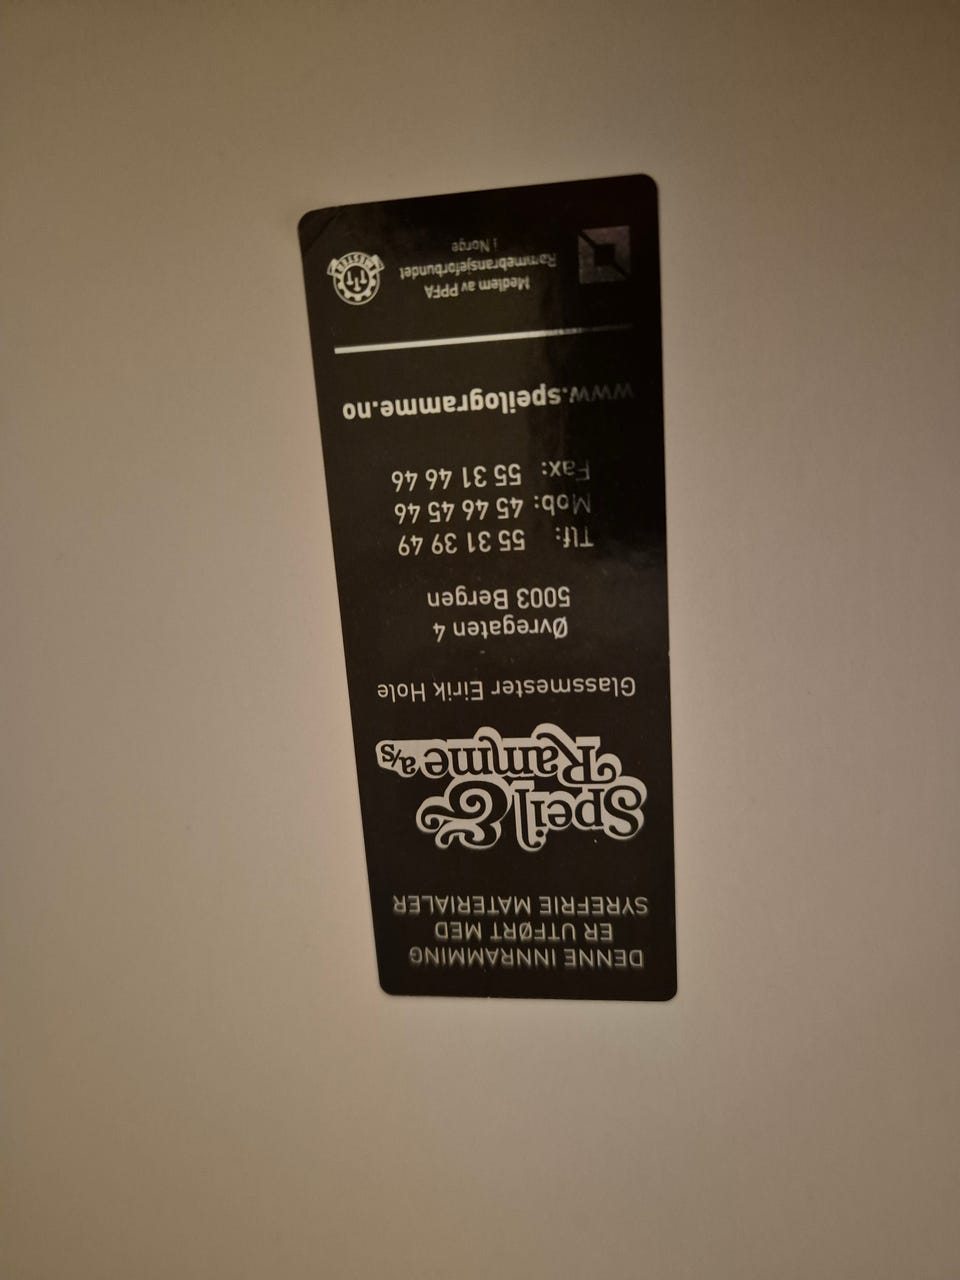 DENNE INNRAMMING
ER UTFØRT MED
SYREFRIE MATERIALER
Speil &
Ramme a/s
Glassmester Eirik Hole
Øvregaten 4
5003 Bergen
Tlf: 55 31 39 49
Mob: 45 46 45 46
Fax: 55 31 46 46
www.speilogramme.no
Medlem av PPFA
Rammebransjeforbundet
i Norge
MESTER